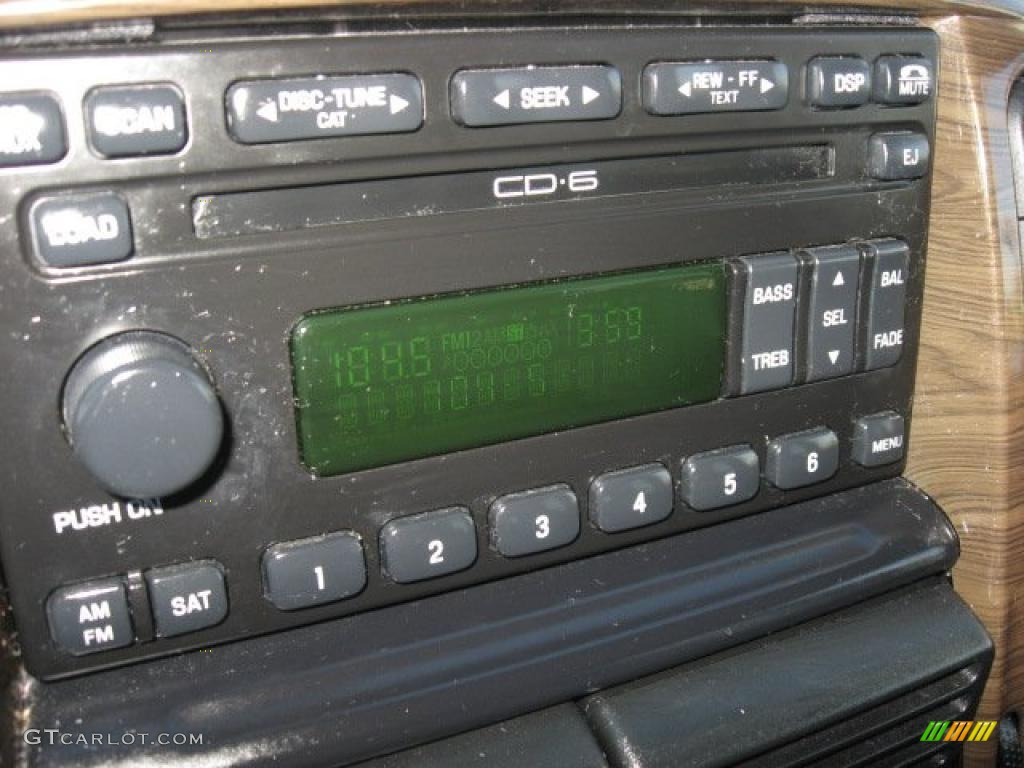 SCAN
DISC-TUNE
CAT
SEEK
REW - FF
TEXT
DSP
MUTE
EJ
CD·6
LOAD
BASS
TREB
SEL
BAL
FADE
PUSH ON
1
2
3
4
5
6
MENU
AM
FM
SAT
GTCARLOT.COM